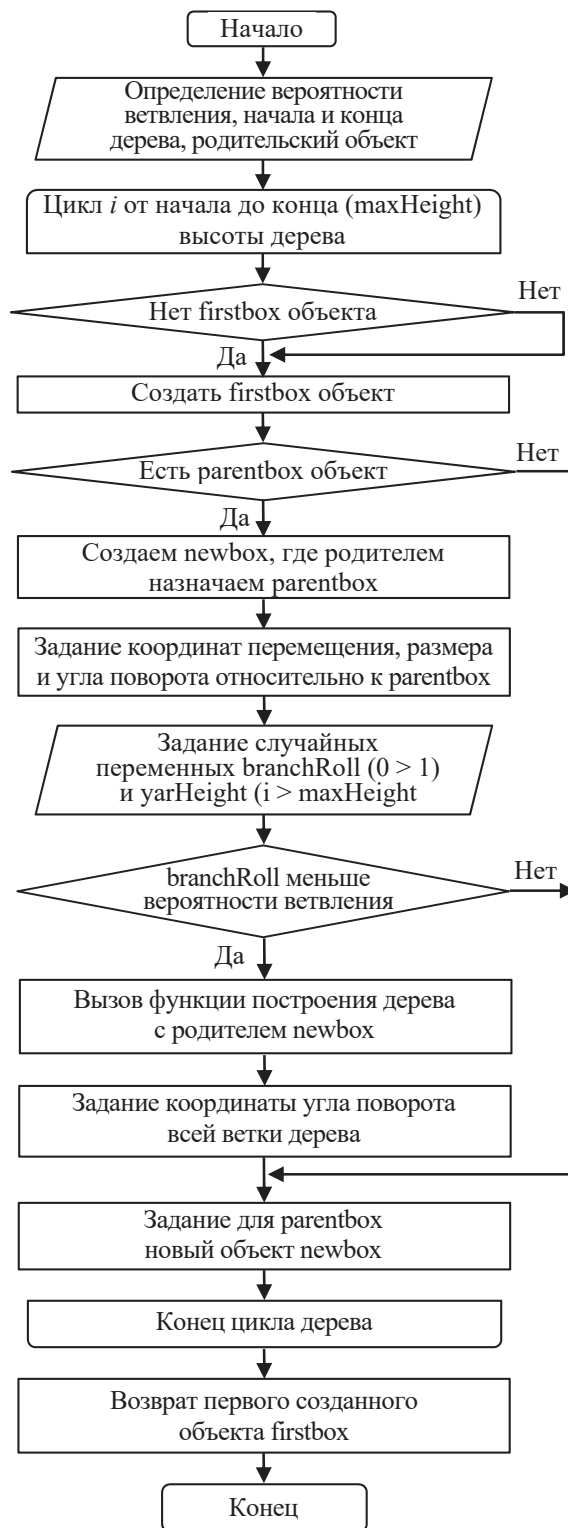 Начало
Определение вероятности
ветвления, начала и конца
дерева, родительский объект
Цикл i от начала до конца (maxHeight)
высоты дерева
Нет firstbox объекта
Нет
Да
Создать firstbox объект
Есть parentbox объект
Нет
Да
Создаем newbox, где родителем
назначаем parentbox
Задание координат перемещения, размера
и угла поворота относительно к parentbox
Задание случайных
переменных branchRoll (0 > 1)
и yarHeight (i > maxHeight
branchRoll меньше
вероятности ветвления
Нет
Да
Вызов функции построения дерева
с родителем newbox
Задание координаты угла поворота
всей ветки дерева
Задание для parentbox
новый объект newbox
Конец цикла дерева
Возврат первого созданного
объекта firstbox
Конец